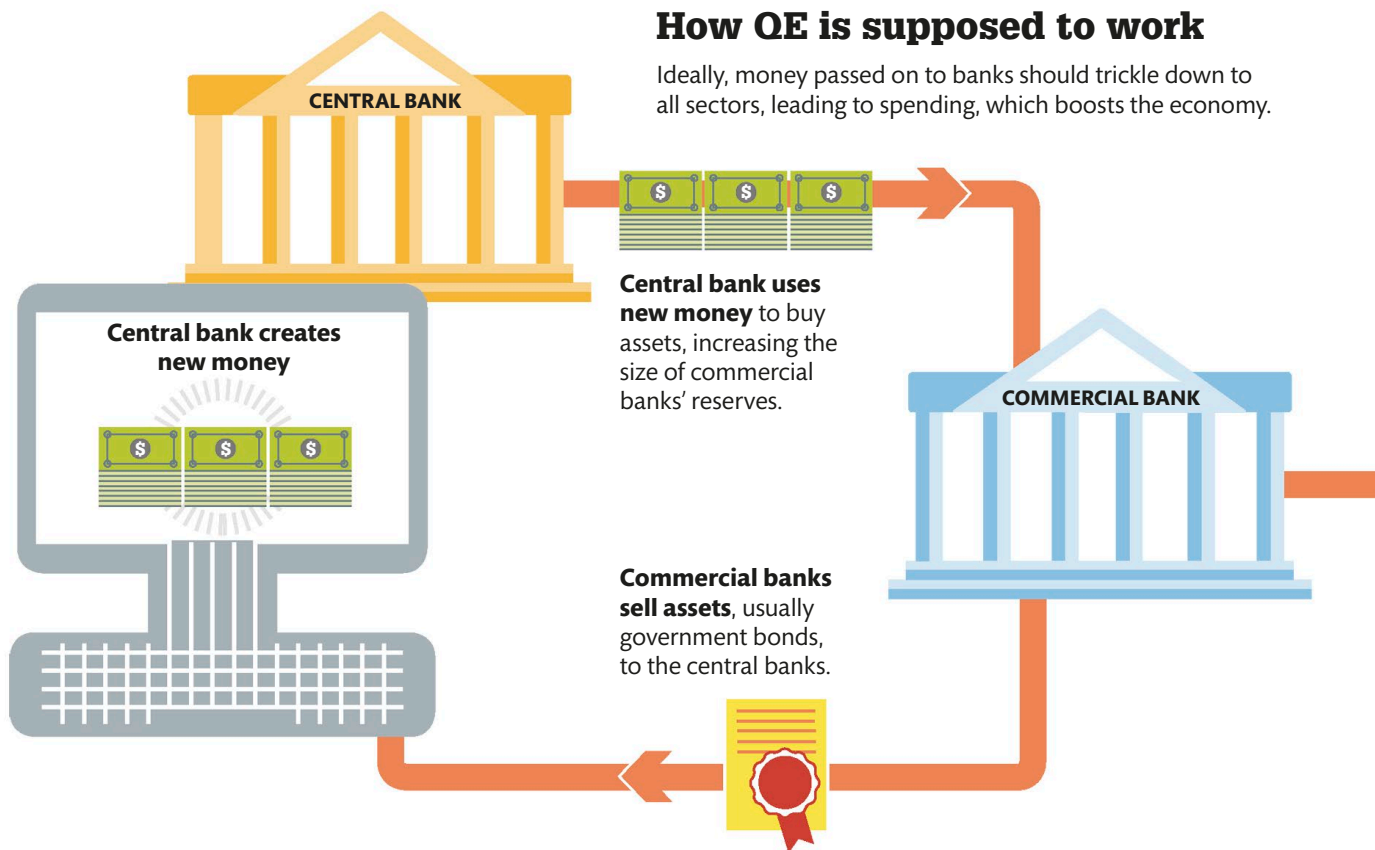 How QE is supposed to work
Ideally, money passed on to banks should trickle down to
all sectors, leading to spending, which boosts the economy.
CENTRAL BANK
$ $ $
Central bank creates
new money
$ $ $
Central bank uses
new money to buy
assets, increasing the
size of commercial
banks’ reserves.
COMMERCIAL BANK
Commercial banks
sell assets, usually
government bonds,
to the central banks.